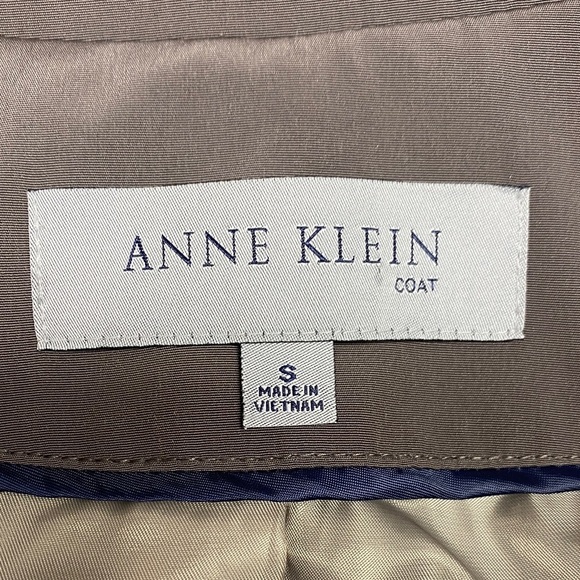 ANNE KLEIN
COAT
S
MADE IN
VIETNAM